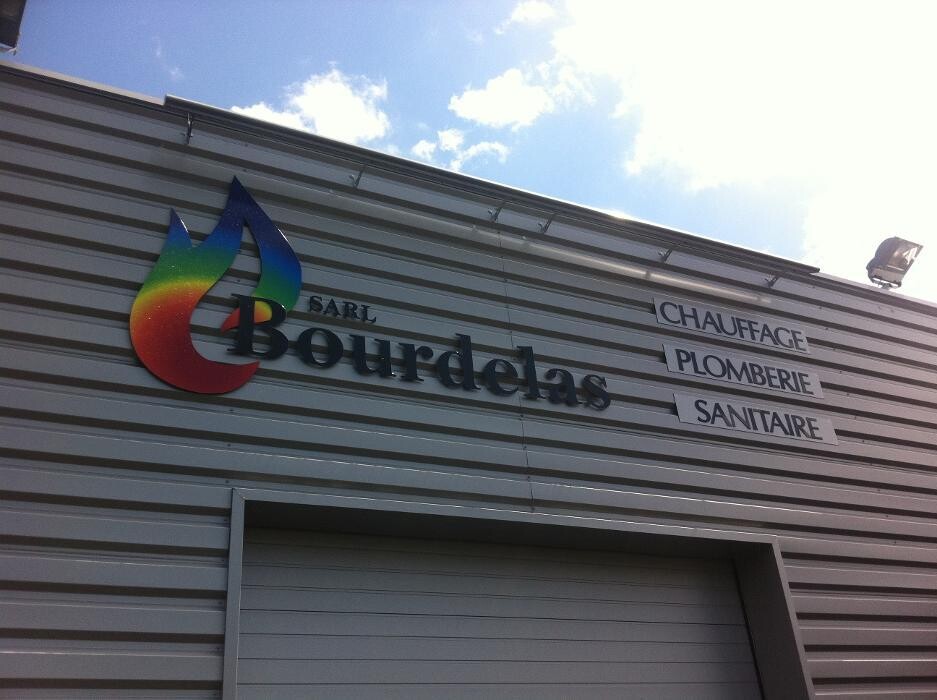 SARL
Bourdelas
CHAUFFAGE
PLOMBERIE
SANITAIRE